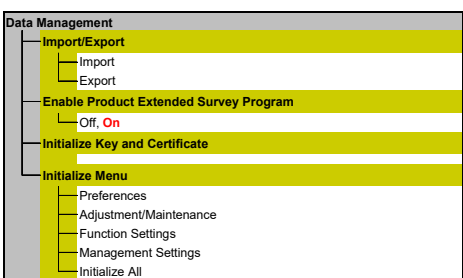 Data Management
Import/Export
Import
Export
Enable Product Extended Survey Program
Off, On
Initialize Key and Certificate
Initialize Menu
Preferences
Adjustment/Maintenance
Function Settings
Management Settings
Initialize All